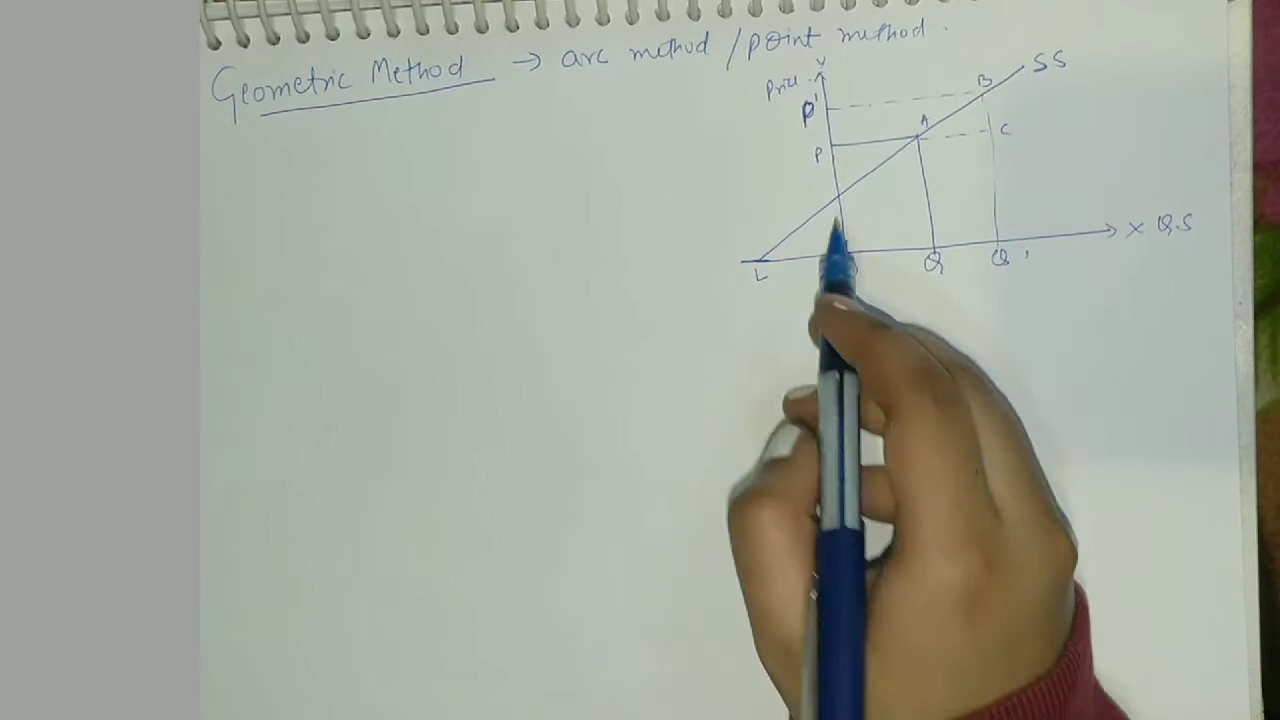 Geometric Method → arc method / point method.
Y
Price
SS
P'
B
A
C
P
X Q.S
L
Q
Q'